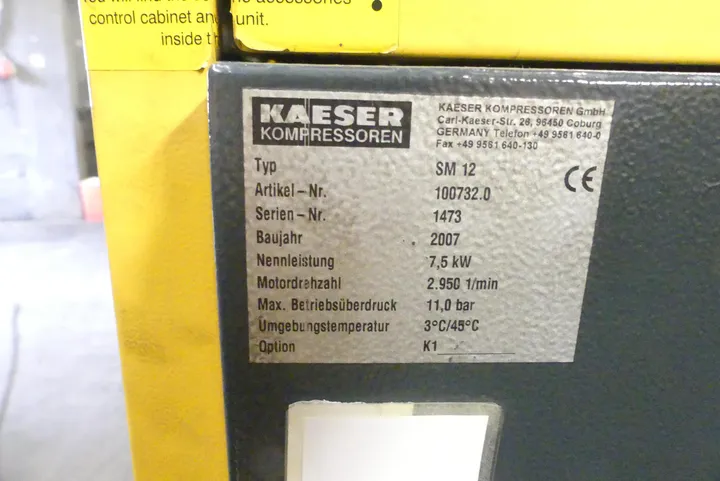 control cabinet an unit.
inside th
KAESER
KOMPRESSOREN
KAESER KOMPRESSOREN GmbH
Carl-Kaeser-Str. 26, 96450 Coburg
GERMANY Telefon +49 9561 640-0
Fax +49 9561 640-130
CE
Typ SM 12
Artikel-Nr. 100732.0
Serien-Nr. 1473
Baujahr 2007
Nennleistung 7,5 kW
Motordrehzahl 2.950 1/min
Max. Betriebsüberdruck 11,0 bar
Umgebungstemperatur 3°C/45°C
Option K1